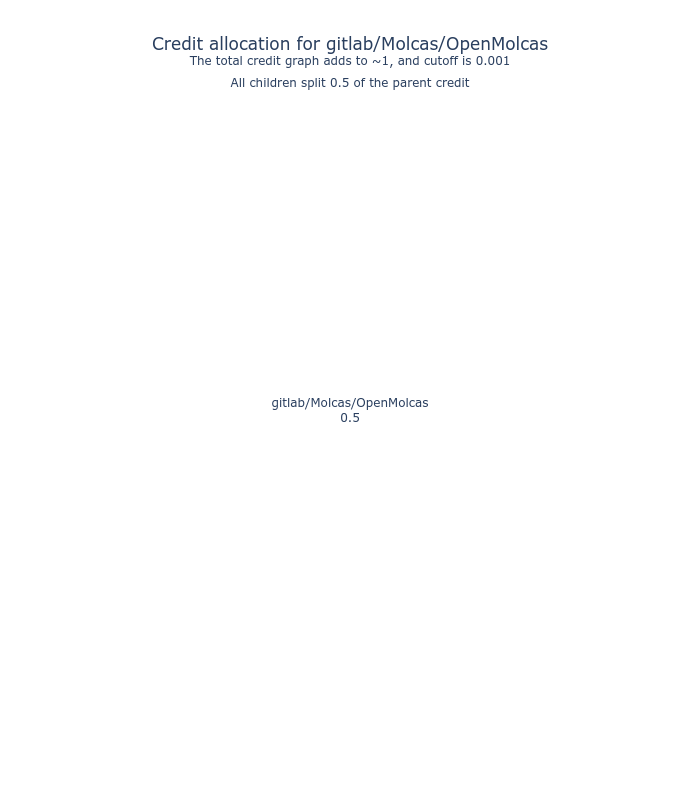 Credit allocation for gitlab/Molcas/OpenMolcas
The total credit graph adds to ~1, and cutoff is 0.001
All children split 0.5 of the parent credit
gitlab/Molcas/OpenMolcas
0.5